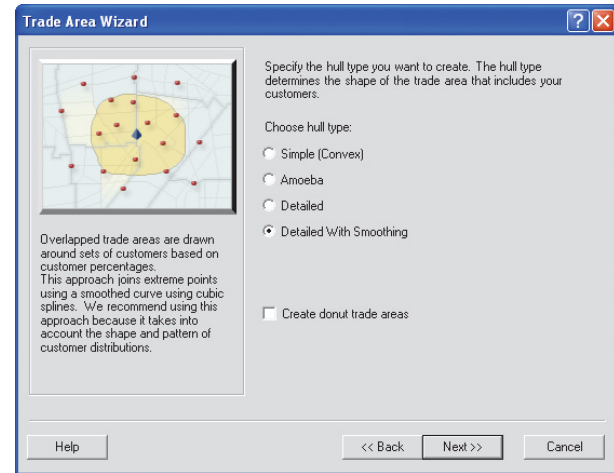 Trade Area Wizard
Specify the hull type you want to create. The hull type
determines the shape of the trade area that includes your
customers.
Choose hull type:
Simple (Convex)
Amoeba
Detailed
Detailed With Smoothing
Create donut trade areas
Overlapped trade areas are drawn
around sets of customers based on
customer percentages.
This approach joins extreme points
using a smoothed curve using cubic
splines. We recommend using this
approach because it takes into
account the shape and pattern of
customer distributions.
Help
<< Back
Next >>
Cancel